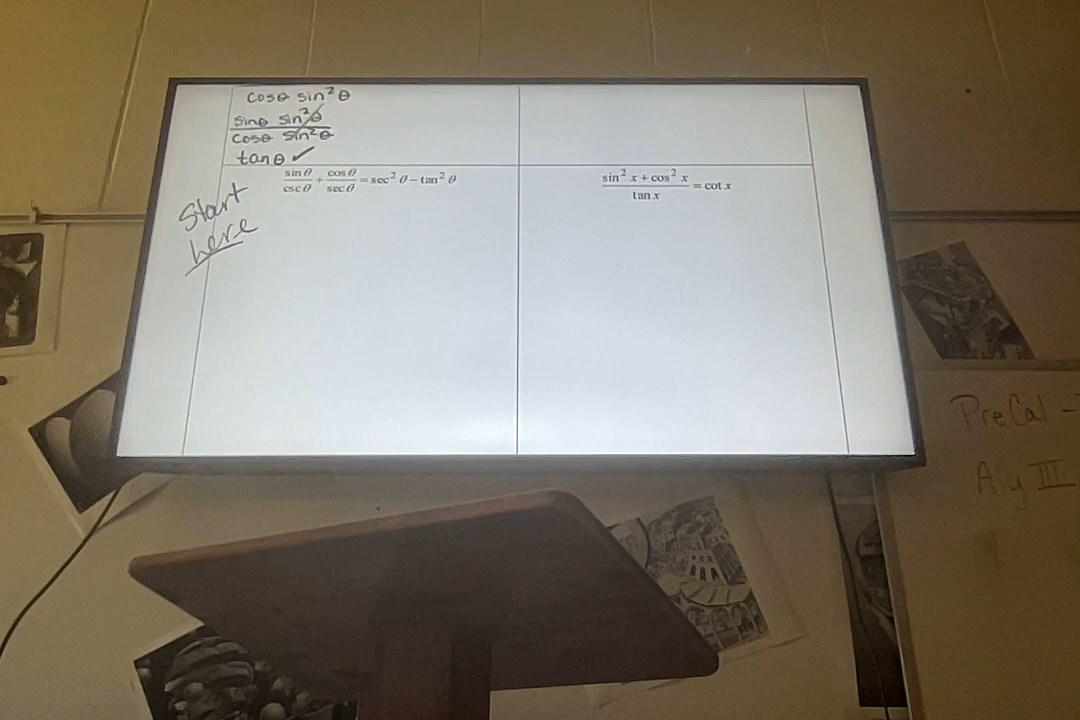 cosθ sin²θ
sinθ sin²θ
cosθ sin²θ
tanθ ✓
sin θ / csc θ + cos θ / sec θ = sec² θ − tan² θ
sin² x + cos² x / tan x = cot x
Start
here
PreCal -
Alg III